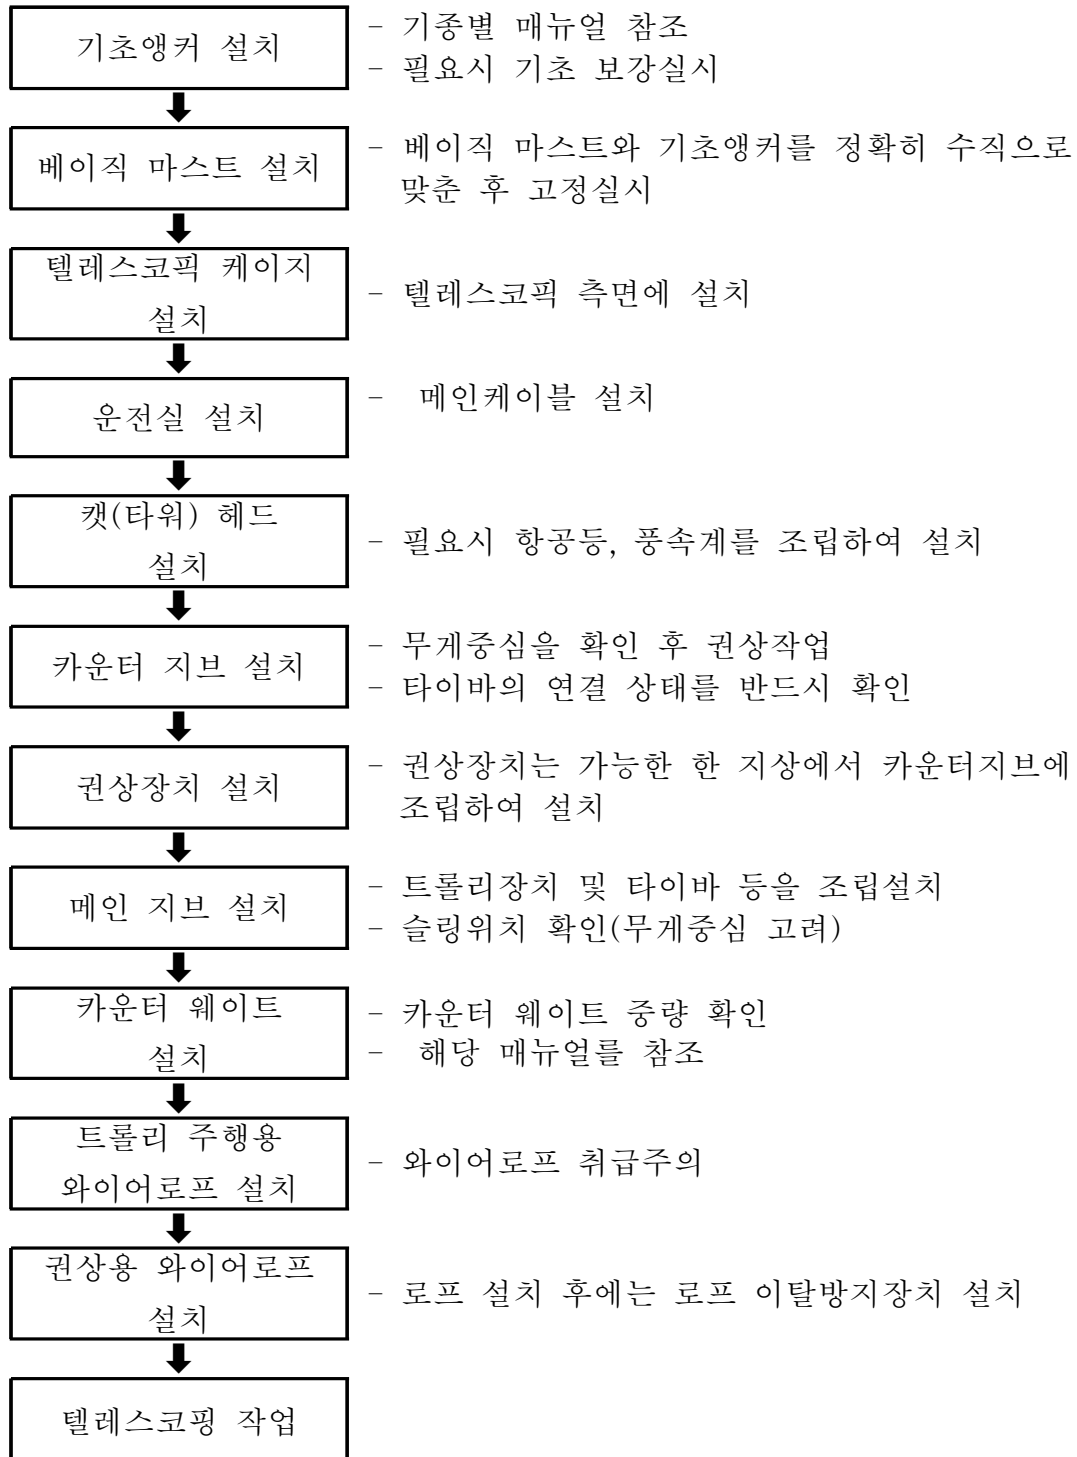 기초앵커 설치
- 기종별 매뉴얼 참조
- 필요시 기초 보강실시
베이직 마스트 설치
- 베이직 마스트와 기초앵커를 정확히 수직으로
맞춘 후 고정실시
텔레스코픽 케이지
설치
- 텔레스코픽 측면에 설치
운전실 설치
- 메인케이블 설치
캣(타워) 헤드
설치
- 필요시 항공등, 풍속계를 조립하여 설치
카운터 지브 설치
- 무게중심을 확인 후 권상작업
- 타이바의 연결 상태를 반드시 확인
권상장치 설치
- 권상장치는 가능한 한 지상에서 카운터지브에
조립하여 설치
메인 지브 설치
- 트롤리장치 및 타이바 등을 조립설치
- 슬링위치 확인(무게중심 고려)
카운터 웨이트
설치
- 카운터 웨이트 중량 확인
- 해당 매뉴얼를 참조
트롤리 주행용
와이어로프 설치
- 와이어로프 취급주의
권상용 와이어로프
설치
- 로프 설치 후에는 로프 이탈방지장치 설치
텔레스코핑 작업